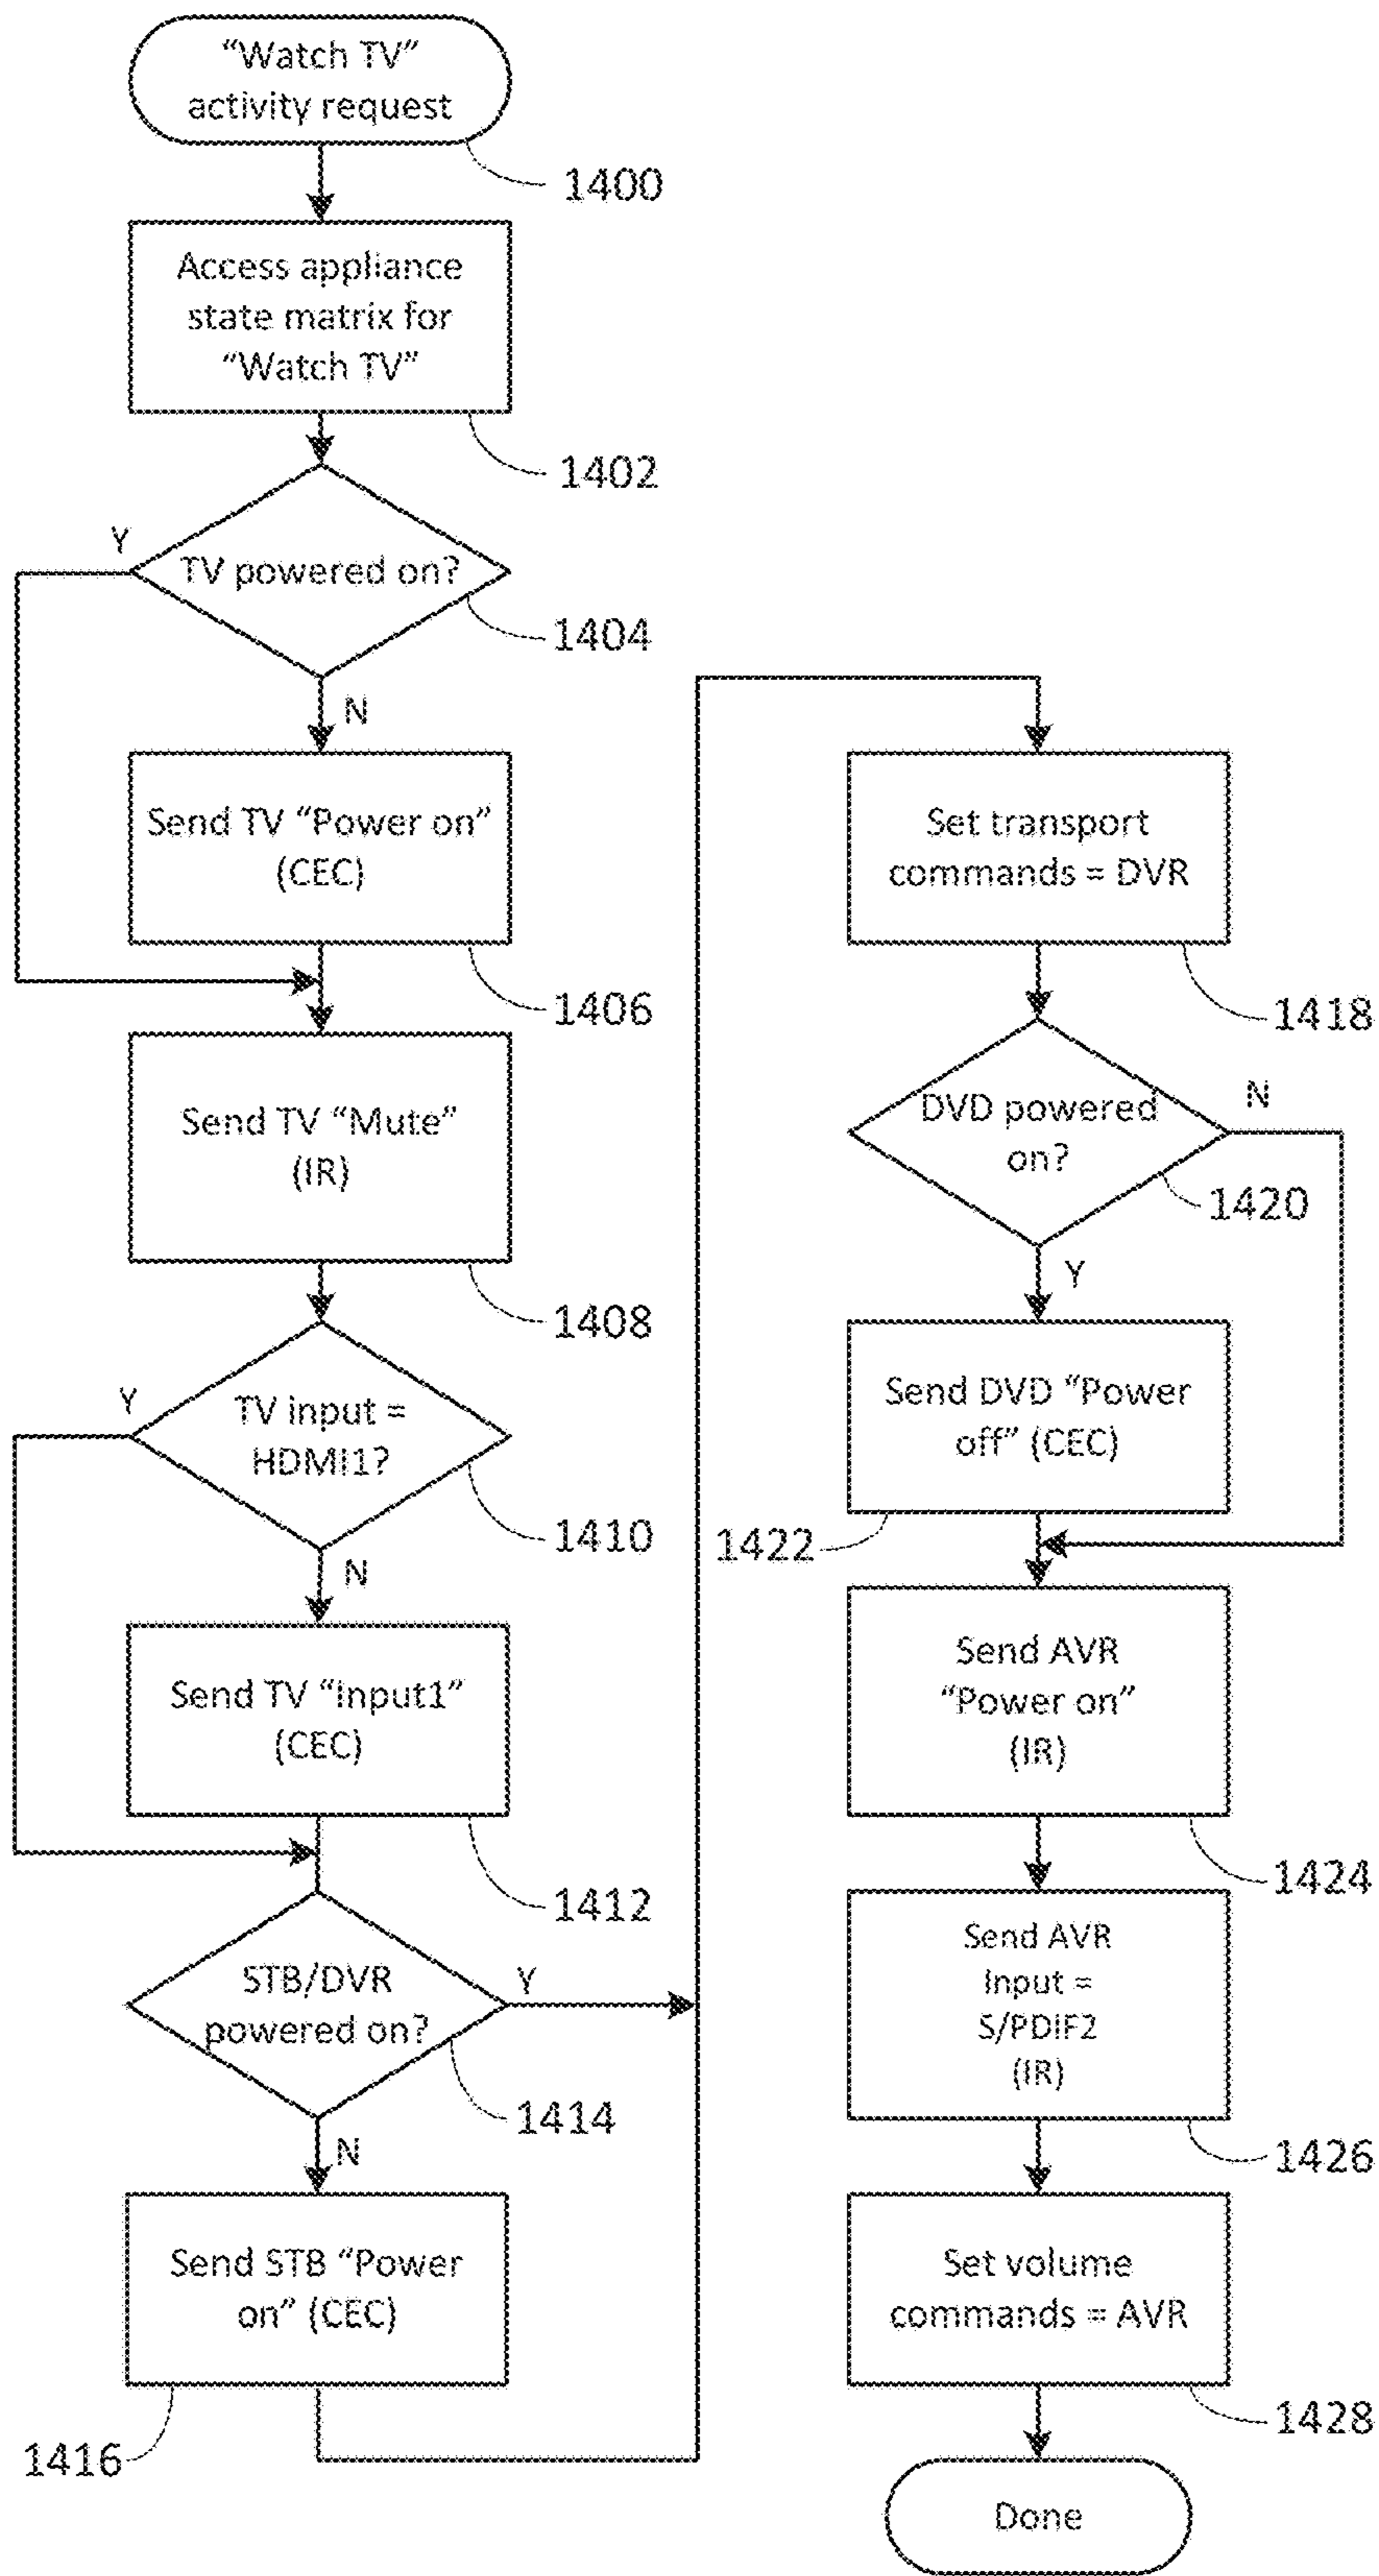 “Watch TV”
activity request
1400
Access appliance
state matrix for
“Watch TV”
1402
Y
TV powered on?
1404
N
Send TV “Power on”
(CEC)
1406
Send TV “Mute”
(IR)
1408
Y
TV input =
HDMI1?
1410
N
Send TV “Input1”
(CEC)
1412
STB/DVR
powered on?
Y
1414
N
Send STB “Power
on” (CEC)
1416
Set transport
commands = DVR
1418
DVD powered
on?
N
1420
Y
Send DVD “Power
off” (CEC)
1422
Send AVR
“Power on”
(IR)
1424
Send AVR
Input =
S/PDIF2
(IR)
1426
Set volume
commands = AVR
1428
Done